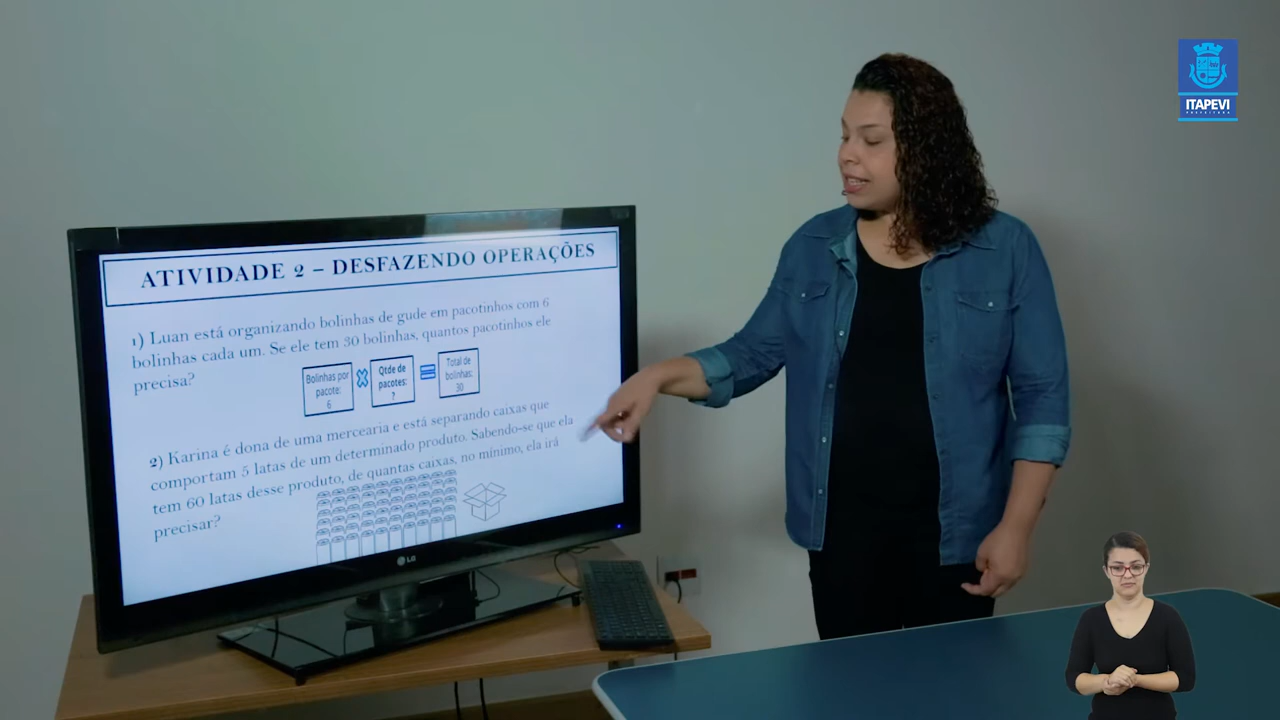 ATIVIDADE 2 – DESFAZENDO OPERAÇÕES
1) Luan está organizando bolinhas de gude em pacotinhos com 6
bolinhas cada um. Se ele tem 30 bolinhas, quantos pacotinhos ele
precisa?
Bolinhas por
pacote:
6
Qtde de
pacotes:
?
Total de
bolinhas:
30
2) Karina é dona de uma mercearia e está separando caixas que
comportam 5 latas de um determinado produto. Sabendo-se que ela
tem 60 latas desse produto, de quantas caixas, no mínimo, ela irá
precisar?
LG
ITAPEVI
PREFEITURA